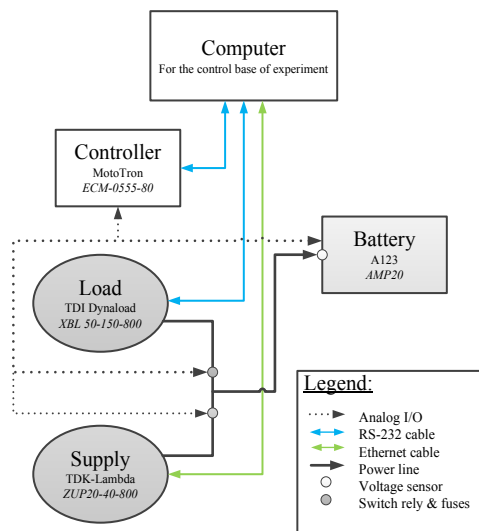 Computer
For the control base of experiment
Controller
MotoTron
ECM-0555-80
Battery
A123
AMP20
Load
TDI Dynaload
XBL 50-150-800
Supply
TDK-Lambda
ZUP20-40-800
Legend:
Analog I/O
RS-232 cable
Ethernet cable
Power line
Voltage sensor
Switch rely & fuses